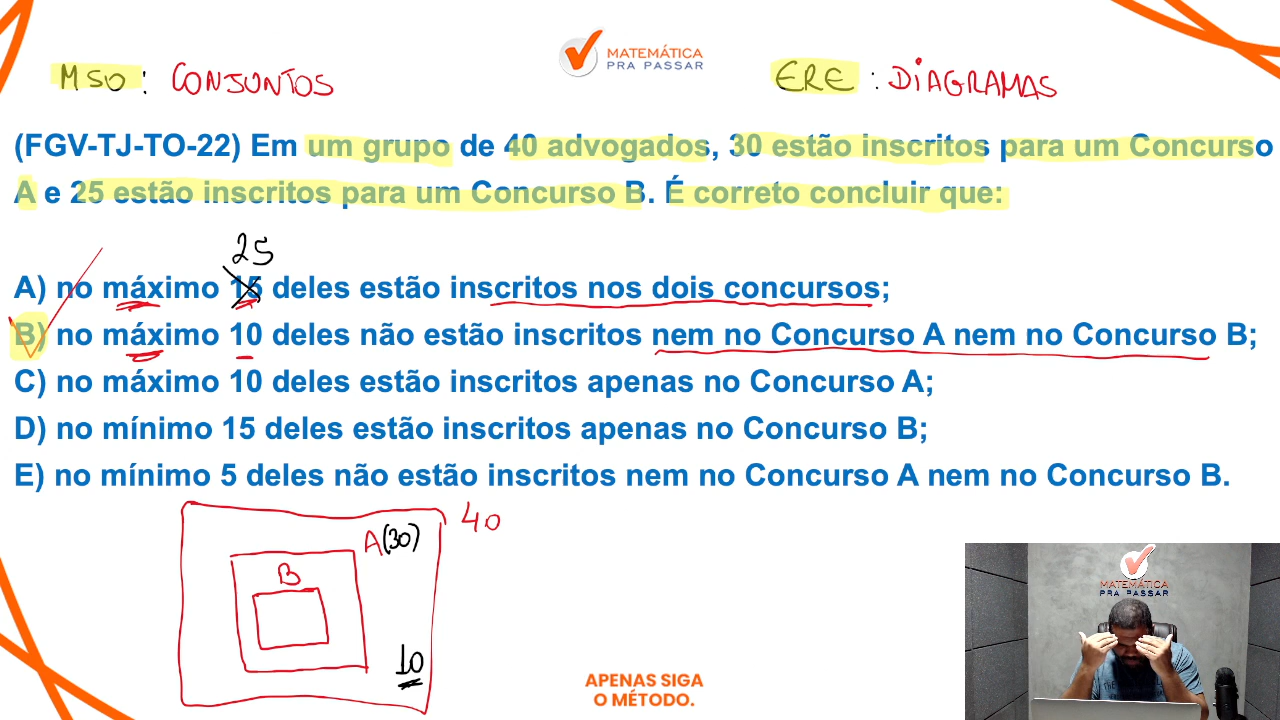 MATEMÁTICA
PRA PASSAR
MSO : CONJUNTOS
ERE : DIAGRAMAS
(FGV-TJ-TO-22) Em um grupo de 40 advogados, 30 estão inscritos para um Concurso
A e 25 estão inscritos para um Concurso B. É correto concluir que:
25
A) no máximo 15 deles estão inscritos nos dois concursos;
B) no máximo 10 deles não estão inscritos nem no Concurso A nem no Concurso B;
C) no máximo 10 deles estão inscritos apenas no Concurso A;
D) no mínimo 15 deles estão inscritos apenas no Concurso B;
E) no mínimo 5 deles não estão inscritos nem no Concurso A nem no Concurso B.
40
A(30)
B
10
MATEMÁTICA
PRA PASSAR
APENAS SIGA
O MÉTODO.